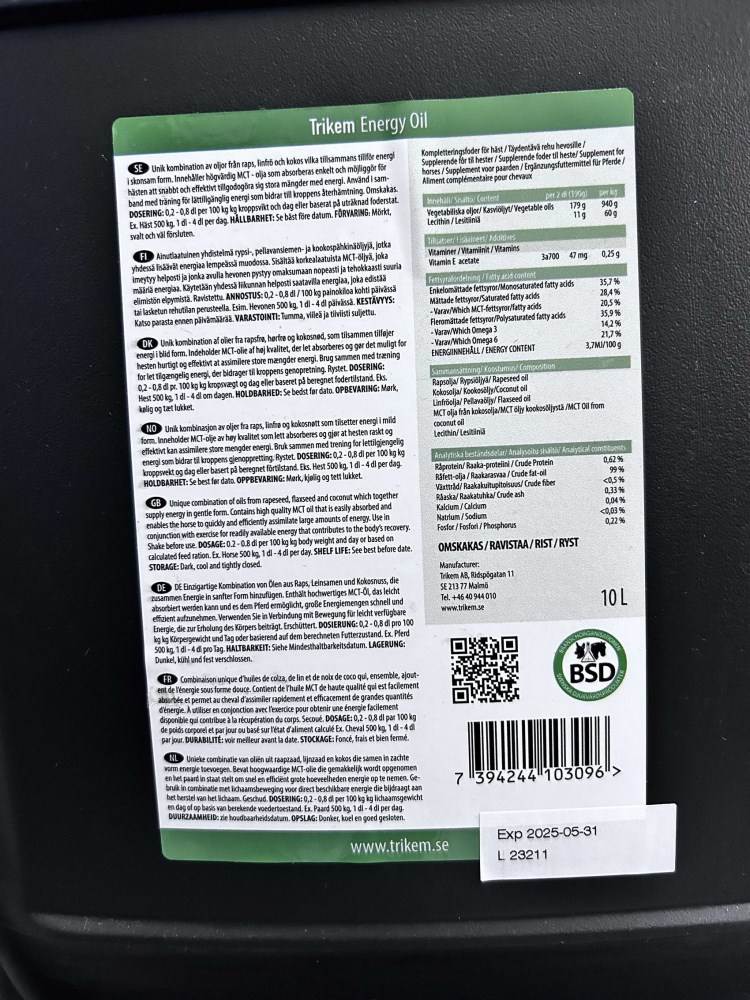 Trikem Energy Oil
SE Unik kombination av oljor från raps, linfrö och kokos vilka tillsammans tillför energi
i skonsam form. Innehåller högvärdig MCT - olja som absorberas enkelt och möjliggör för
hästen att snabbt och effektivt tillgodogöra sig stora mängder med energi. Använd i sam-
band med träning för lättillgänglig energi som bidrar till kroppens återhämtning. Omskakas.
DOSERING: 0,2 - 0,8 dl per 100 kg kg kroppsvikt och dag eller baserat på uträknad foderstat.
Ex. Häst 500 kg, 1 dl - 4 dl per dag. HÅLLBARHET: Se bäst före datum. FÖRVARING: Mörkt,
svalt och väl försluten.
FI Ainutlaatuinen yhdistelmä rypsi-, pellavansiemen- ja kookospähkinäöljyjä, jotka
yhdessä lisäävät energiaa lempeässä muodossa. Sisältää korkealaatuista MCT-öljyä, joka
imeytyy helposti ja jonka avulla hevonen pystyy omaksumaan nopeasti ja tehokkaasti suuria
määriä energiaa. Käytetään yhdessä liikunnan helposti saatavilla energiaa, joka edistää
elimistön elpymistä. Ravistettu. ANNOSTUS: 0,2 - 0,8 dl / 100 kg painokiloa kohti päivässä
tai lasketun rehutilan perusteella. Esim. Hevonen 500 kg, 1 dl - 4 dl päivässä. KESTÄVYYS:
Katso parasta ennen päivämäärää. VARASTOINTI: Tumma, viileä ja tiiviisti suljettu.
DK Unik kombination af olier fra rapsfrø, hørfrø og kokosnød, som tilsammen tilføjer
energi i blid form. Indeholder MCT-olie af høj kvalitet, der let absorberes og gør det muligt for
hesten hurtigt og effektivt at assimilere store mængder energi. Brug sammen med træning
for let tilgængelig energi, der bidrager til kroppens genopretning. Rystet. DOSERING:
0,2 - 0,8 dl pr. 100 kg kg kropsvægt og dag eller baseret på beregnet fodertilstand. Eks.
Hest 500 kg, 1 dl - 4 dl om dagen. HOLDBARHED: Se bedst før dato. OPBEVARING: Mørk,
kølig og tæt lukket.
NO Unik kombinasjon av oljer fra raps, linfrø og kokosnøtt som tilsetter energi i mild
form. Inneholder MCT-olje av høy kvalitet som lett absorberes og gjør at hesten raskt og
effektivt kan assimilere store mengder energi. Bruk sammen med trening for lettilgjengelig
energi som bidrar til kroppens gjenoppretting. Rystet. DOSERING: 0,2 - 0,8 dl per 100 kg kg
kroppsvekt og dag eller basert på beregnet fôrtilstand. Eks. Hest 500 kg, 1 dl - 4 dl per dag.
HOLDBARHET: Se best før dato. OPPBEVARING: Mørk, kjølig og tett lukket.
GB Unique combination of oils from rapeseed, flaxseed and coconut which together
supply energy in gentle form. Contains high quality MCT oil that is easily absorbed and
enables the horse to quickly and efficiently assimilate large amounts of energy. Use in
conjunction with exercise for readily available energy that contributes to the body's recovery.
Shake before use. DOSAGE: 0.2 - 0.8 dl per 100 kg kg body weight and day or based on
calculated feed ration. Ex. Horse 500 kg, 1 dl - 4 dl per day. SHELF LIFE: See best before date.
STORAGE: Dark, cool and tightly closed.
DE DE Einzigartige Kombination von Ölen aus Raps, Leinsamen und Kokosnuss, die
zusammen Energie in sanfter Form hinzufügen. Enthält hochwertiges MCT-Öl, das leicht
absorbiert werden kann und es dem Pferd ermöglicht, große Energiemengen schnell und
effizient aufzunehmen. Verwenden Sie in Verbindung mit Bewegung für leicht verfügbare
Energie, die zur Erholung des Körpers beiträgt. Erschüttert. DOSIERUNG: 0,2 - 0,8 dl pro 100
kg kg Körpergewicht und Tag oder basierend auf dem berechneten Futterzustand. Ex. Pferd
500 kg, 1 dl - 4 dl pro Tag. HALTBARKEIT: Siehe Mindesthaltbarkeitsdatum. LAGERUNG:
Dunkel, kühl und fest verschlossen.
FR Combinaison unique d'huiles de colza, de lin et de noix de coco qui, ensemble, ajout-
ent de l'énergie sous forme douce. Contient de l'huile MCT de haute qualité qui est facilement
absorbée et permet au cheval d'assimiler rapidement et efficacement de grandes quantités
d'énergie. À utiliser en conjonction avec l'exercice pour obtenir une énergie facilement
disponible qui contribue à la récupération du corps. Secoué. DOSAGE: 0,2 - 0,8 dl par 100 kg
de poids corporel et par jour ou basé sur l'état d'aliment calculé Ex. Cheval 500 kg, 1 dl - 4 dl
par jour. DURABILITÉ: voir meilleur avant la date. STOCKAGE: Foncé, frais et bien fermé.
NL Unieke combinatie van oliën uit raapzaad, lijnzaad en kokos die samen in zachte
vorm energie toevoegen. Bevat hoogwaardige MCT-olie die gemakkelijk wordt opgenomen
en het paard in staat stelt om snel en efficiënt grote hoeveelheden energie op te nemen. Ge-
bruik in combinatie met lichaamsbeweging voor direct beschikbare energie die bijdraagt aan
het herstel van het lichaam. Geschud. DOSERING: 0,2 - 0,8 dl per 100 kg kg lichaamsgewicht
en dag of op basis van berekende voedertoestand. Ex. Paard 500 kg, 1 dl - 4 dl per dag.
DUURZAAMHEID: zie houdbaarheidsdatum. OPSLAG: Donker, koel en goed gesloten.
Kompletteringsfoder för häst / Täydentävä rehu hevosille /
Supplerende fôr til hester / Supplerende foder til heste/ Supplement for
horses / Supplement voor paarden / Ergänzungsfuttermittel für Pferde /
Aliment complémentaire pour chevaux
Innehåll/ Sisältö/ Content per 2 dl (190g) per kg
Vegetabiliska oljor/ Kasviöljyt/ Vegetable oils 179 g 940 g
Lecithin / Lesitiiniä 11 g 60 g
Tillsatser/ Lisäaineet/ Additives
Vitaminer / Vitamiinit / Vitamins
Vitamin E acetate 3a700 47 mg 0,25 g
Fettsyrafördelning / Fatty acid content
Enkelomättade fettsyror/Monosaturated fatty acids 35,7 %
Mättade fettsyror/Saturated fatty acids 28,4 %
- Varav/Which MCT-fettsyror/fatty acids 20,5 %
Fleromättade fettsyror/Polysaturated fatty acids 35,9 %
- Varav/Which Omega 3 14,2 %
- Varav/Which Omega 6 21,7 %
ENERGINNEHÅLL / ENERGY CONTENT 3,7MJ/100 g
Sammansättning/ Koostumus/ Composition
Rapsolja/ Rypsiöljyä/ Rapeseed oil
Kokosolja/ Kookosöljy/Coconut oil
Linfröolja/ Pellavaöljy/ Flaxseed oil
MCT olja från kokosolja/MCT öljy kookosöljystä /MCT Oil from
coconut oil
Lecithin/ Lesitiiniä
Analytiska beståndsdelar/ Analysoitu sisältö/ Analytical constituents
Råprotein/ Raaka-proteiini / Crude Protein 0,62 %
Råfett-olja / Raakarasvaa / Crude fat-oil 99 %
Växttråd/ Raakakuitupitoisuus/ Crude fiber <0,5 %
Råaska/ Raakatuhka/ Crude ash 0,33 %
Kalcium / Calcium 0,04 %
Natrium / Sodium <0,03 %
Fosfor / Fosfori / Phosphorus 0,22 %
OMSKAKAS / RAVISTAA / RIST / RYST
Manufacturer:
Trikem AB, Ridspögatan 11
SE 213 77 Malmö
Tel. +46 40 944 010
www.trikem.se
10 L
BSD
7 394244 103096 >
www.trikem.se
Exp 2025-05-31
L 23211